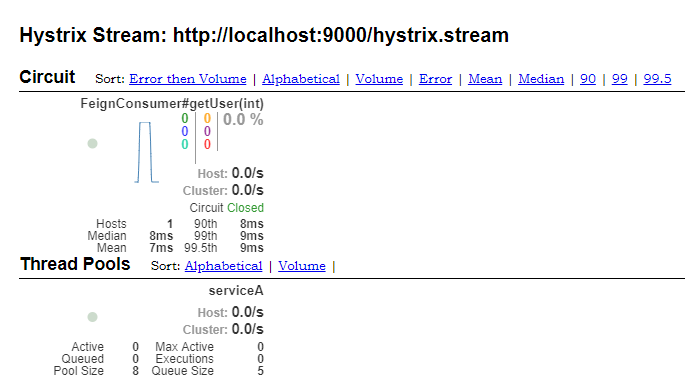 Hystrix Stream: http://localhost:9000/hystrix.stream
Circuit Sort: Error then Volume | Alphabetical | Volume | Error | Mean | Median | 90 | 99 | 99.5
FeignConsumer#getUser(int)
0 0 0.0 %
0 0
0 0
Host: 0.0/s
Cluster: 0.0/s
Circuit Closed
Hosts 1 90th 8ms
Median 8ms 99th 9ms
Mean 7ms 99.5th 9ms
Thread Pools Sort: Alphabetical | Volume |
serviceA
Host: 0.0/s
Cluster: 0.0/s
Active 0 Max Active 0
Queued 0 Executions 0
Pool Size 8 Queue Size 5